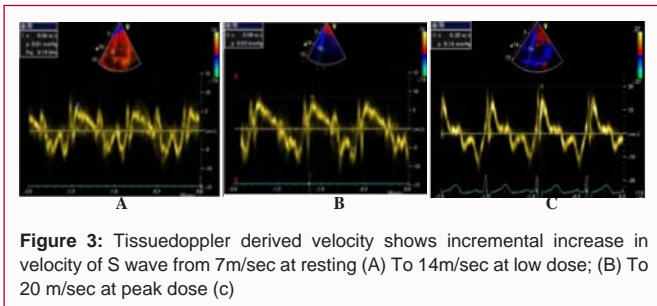 A B C
Figure 3: Tissuedoppler derived velocity shows incremental increase in
velocity of S wave from 7m/sec at resting (A) To 14m/sec at low dose; (B) To
20 m/sec at peak dose (c)